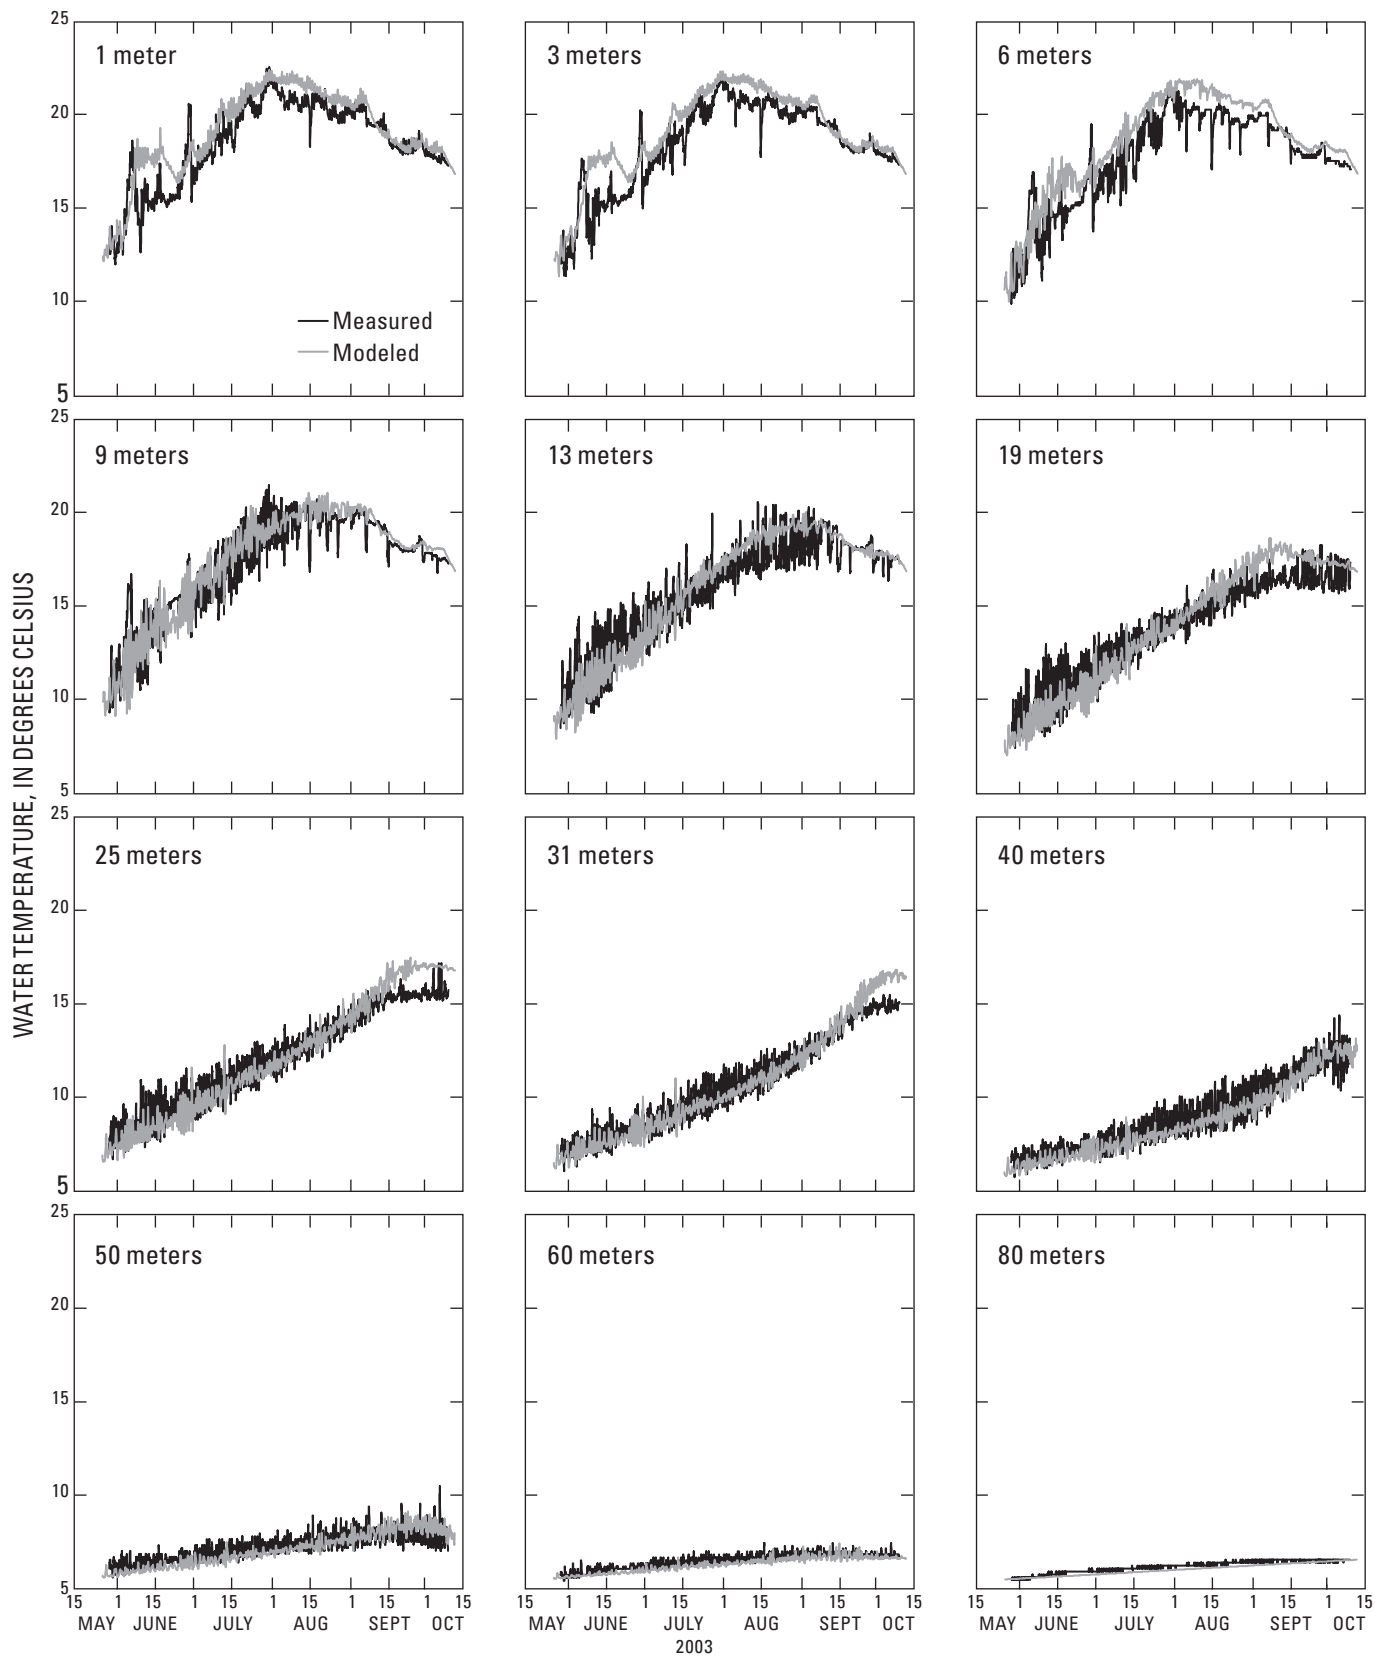 25
20
15
10
5
1 meter
3 meters
6 meters
Measured
Modeled
25
20
15
10
5
9 meters
13 meters
19 meters
WATER TEMPERATURE, IN DEGREES CELSIUS
25
20
15
10
5
25 meters
31 meters
40 meters
25
20
15
10
5
50 meters
60 meters
80 meters
15 1 15 1 15 1 15 1 15 1 15
MAY JUNE JULY AUG SEPT OCT
15 1 15 1 15 1 15 1 15 1 15
MAY JUNE JULY AUG SEPT OCT
15 1 15 1 15 1 15 1 15 1 15
MAY JUNE JULY AUG SEPT OCT
2003